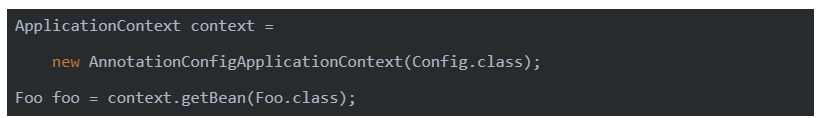 ApplicationContext context =
new AnnotationConfigApplicationContext(Config.class);
Foo foo = context.getBean(Foo.class);